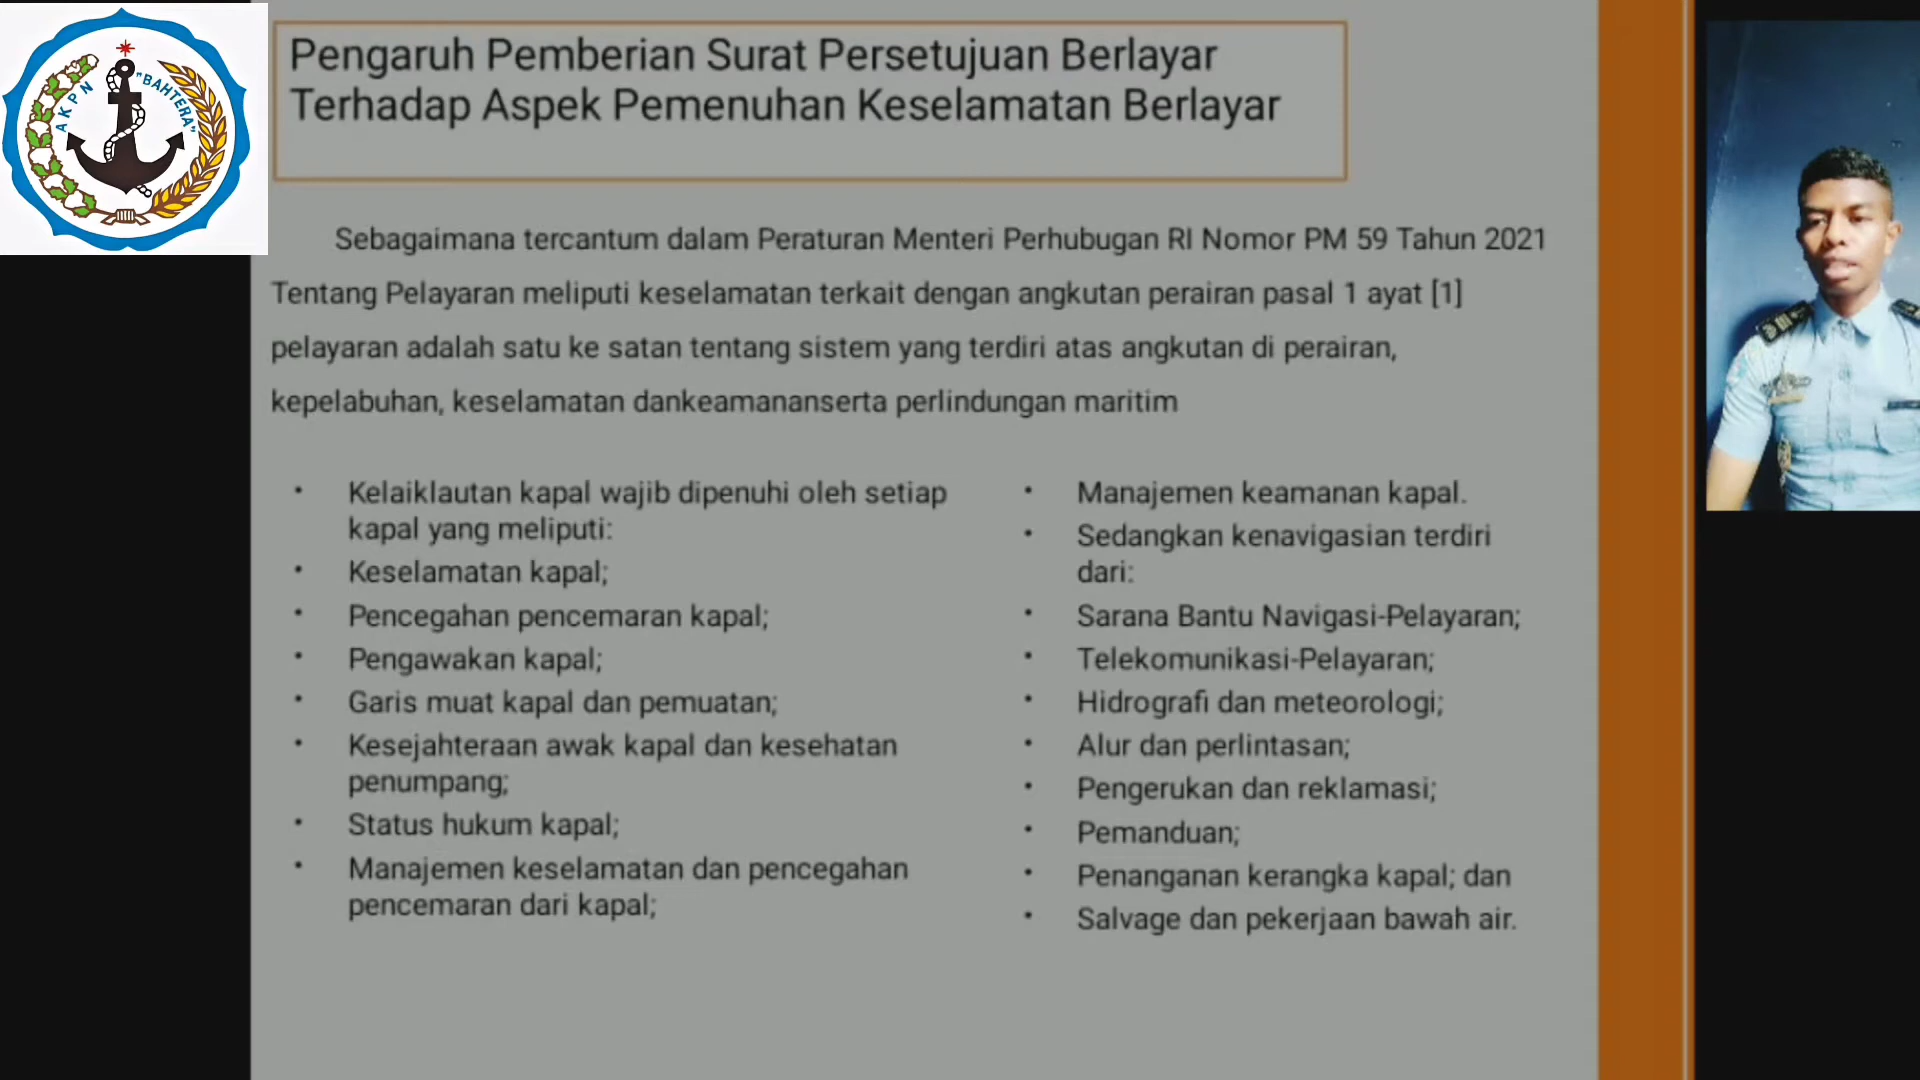 AKPN "BAHTERA"
Pengaruh Pemberian Surat Persetujuan Berlayar
Terhadap Aspek Pemenuhan Keselamatan Berlayar
Sebagaimana tercantum dalam Peraturan Menteri Perhubugan RI Nomor PM 59 Tahun 2021
Tentang Pelayaran meliputi keselamatan terkait dengan angkutan perairan pasal 1 ayat [1]
pelayaran adalah satu ke satan tentang sistem yang terdiri atas angkutan di perairan,
kepelabuhan, keselamatan dankeamananserta perlindungan maritim
• Kelaiklautan kapal wajib dipenuhi oleh setiap
kapal yang meliputi:
• Keselamatan kapal;
• Pencegahan pencemaran kapal;
• Pengawakan kapal;
• Garis muat kapal dan pemuatan;
• Kesejahteraan awak kapal dan kesehatan
penumpang;
• Status hukum kapal;
• Manajemen keselamatan dan pencegahan
pencemaran dari kapal;
• Manajemen keamanan kapal.
• Sedangkan kenavigasian terdiri
dari:
• Sarana Bantu Navigasi-Pelayaran;
• Telekomunikasi-Pelayaran;
• Hidrografi dan meteorologi;
• Alur dan perlintasan;
• Pengerukan dan reklamasi;
• Pemanduan;
• Penanganan kerangka kapal; dan
• Salvage dan pekerjaan bawah air.